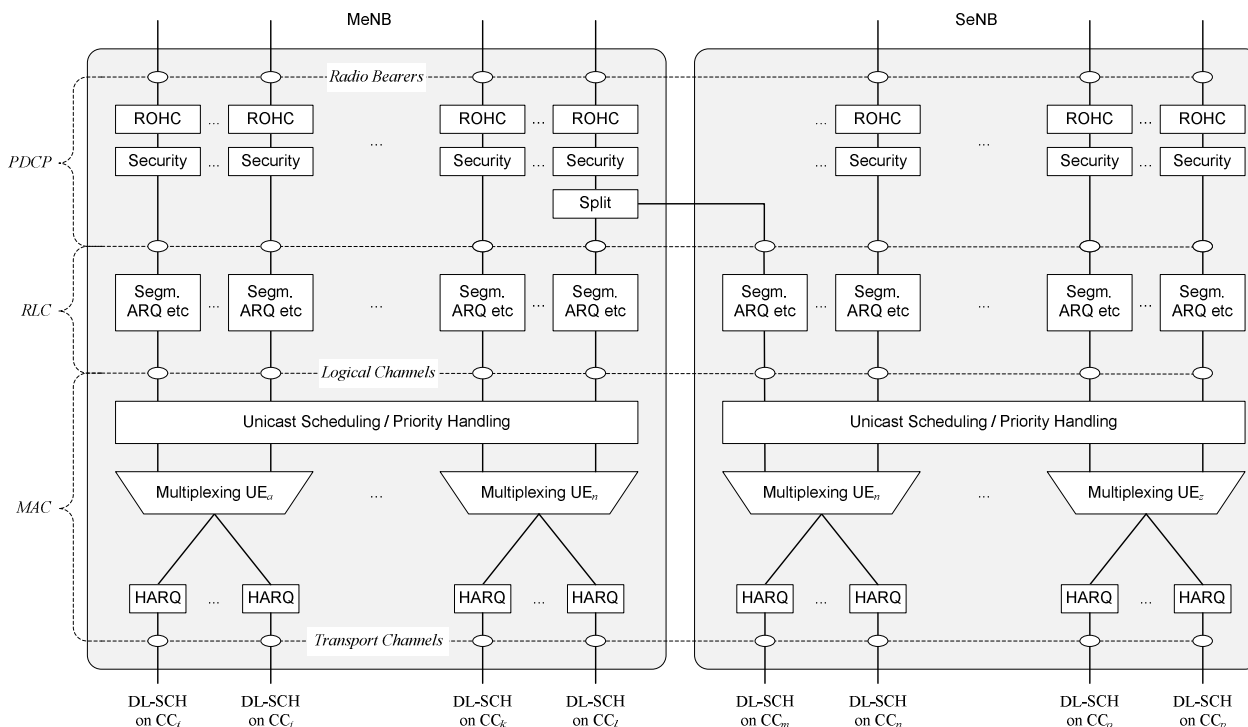 MeNB SeNB
Radio Bearers
ROHC ... ROHC ROHC ... ROHC ... ROHC ROHC ... ROHC
... ...
PDCP Security ... Security Security ... Security ... Security Security ... Security
Split
RLC Segm. ... Segm. ... Segm. ... Segm. Segm. ... Segm. ... Segm. ... Segm.
ARQ etc ARQ etc ARQ etc ARQ etc ARQ etc ARQ etc ARQ etc ARQ etc
Logical Channels
Unicast Scheduling / Priority Handling Unicast Scheduling / Priority Handling
MAC Multiplexing UEa ... Multiplexing UEn Multiplexing UEn ... Multiplexing UEz
HARQ ... HARQ HARQ ... HARQ HARQ ... HARQ HARQ ... HARQ
Transport Channels
DL-SCH DL-SCH DL-SCH DL-SCH DL-SCH DL-SCH DL-SCH DL-SCH
on CCi on CCj on CCk on CCl on CCm on CCn on CCo on CCp